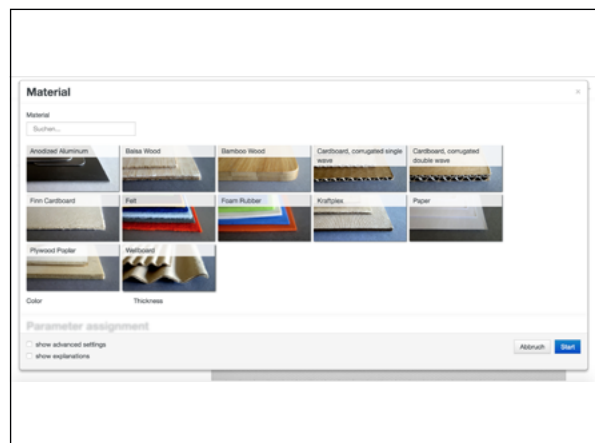 Material
×
Material
Suchen...
Anodized Aluminum
Balsa Wood
Bamboo Wood
Cardboard, corrugated single
wave
Cardboard, corrugated
double wave
Finn Cardboard
Felt
Foam Rubber
Kraftplex
Paper
Plywood Poplar
Wellboard
Color
Thickness
Parameter assignment
show advanced settings
show explanations
Abbruch
Start